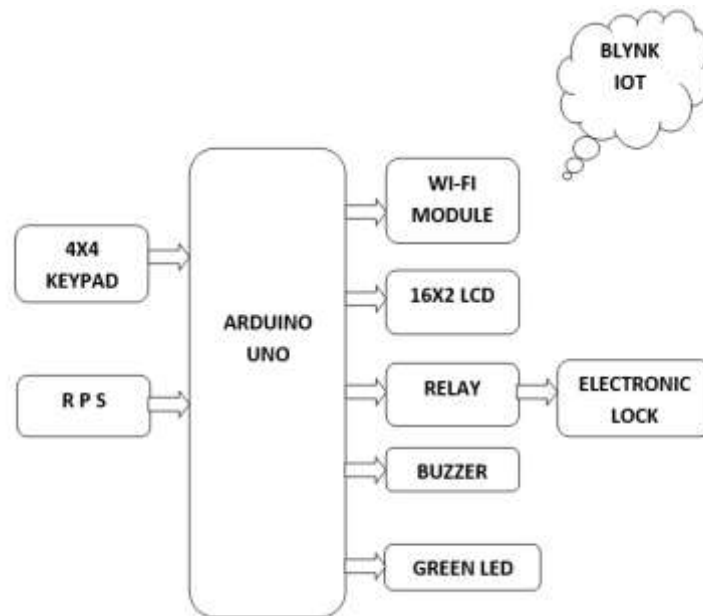 BLYNK
IOT
WI-FI
MODULE
4X4
KEYPAD
16X2 LCD
ARDUINO
UNO
R P S
RELAY
ELECTRONIC
LOCK
BUZZER
GREEN LED